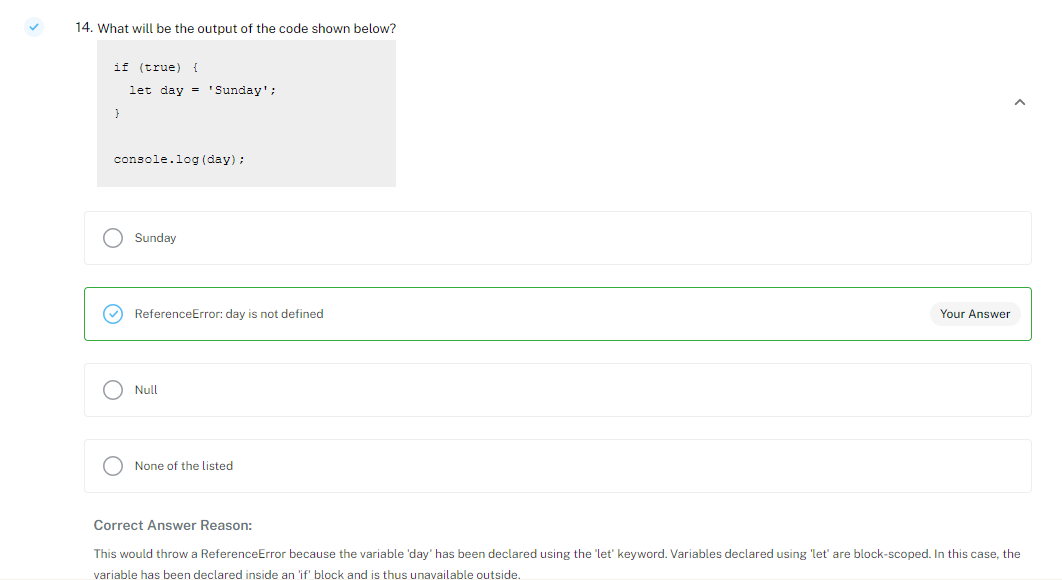 14. What will be the output of the code shown below?
if (true) {
  let day = 'Sunday';
}
console.log(day);
Sunday
ReferenceError: day is not defined
Your Answer
Null
None of the listed
Correct Answer Reason:
This would throw a ReferenceError because the variable 'day' has been declared using the 'let' keyword. Variables declared using 'let' are block-scoped. In this case, the
variable has been declared inside an 'if' block and is thus unavailable outside.